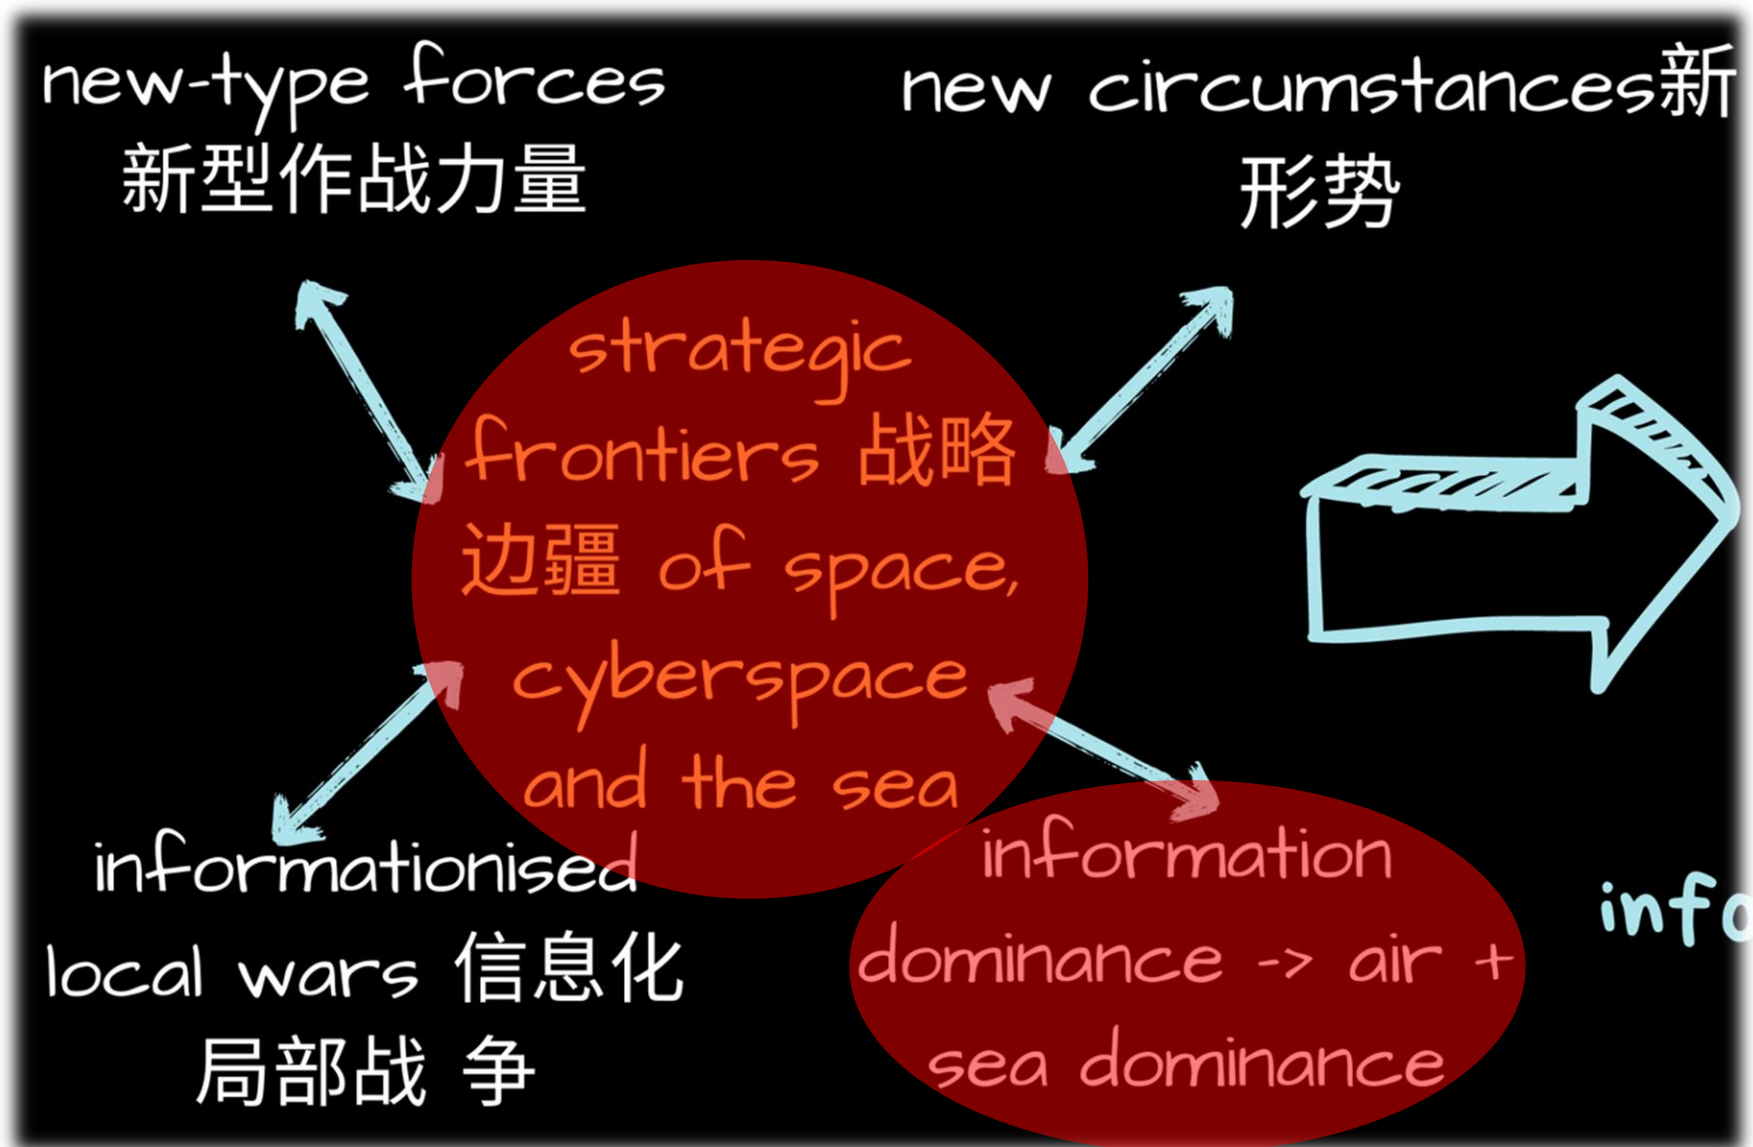 new-type forces
新型作战力量
new circumstances新
形势
strategic
frontiers 战略
边疆 of space,
cyberspace
and the sea
informationised
local wars 信息化
局部战 争
information
dominance -> air +
sea dominance
info